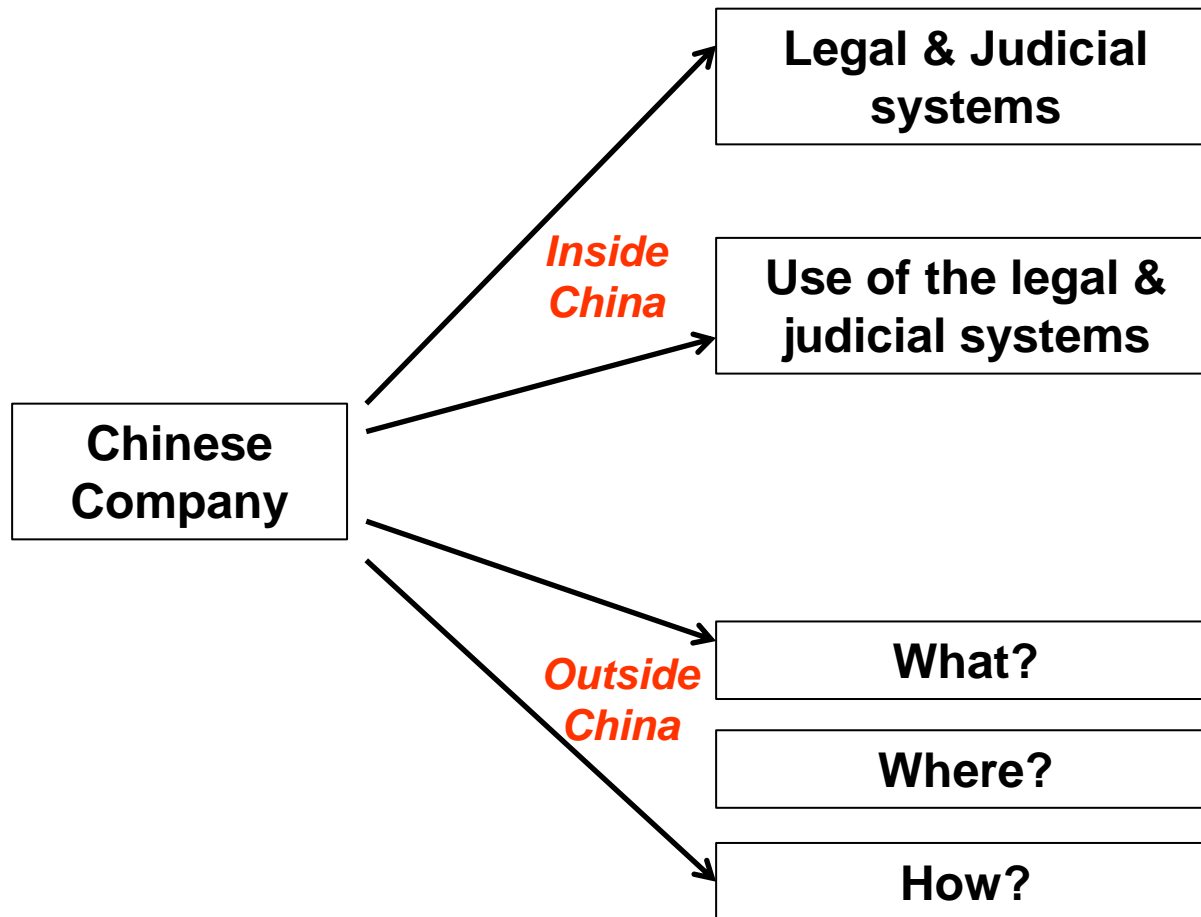 Legal & Judicial
systems
Inside
China
Use of the legal &
judicial systems
Chinese
Company
Outside
China
What?
Where?
How?